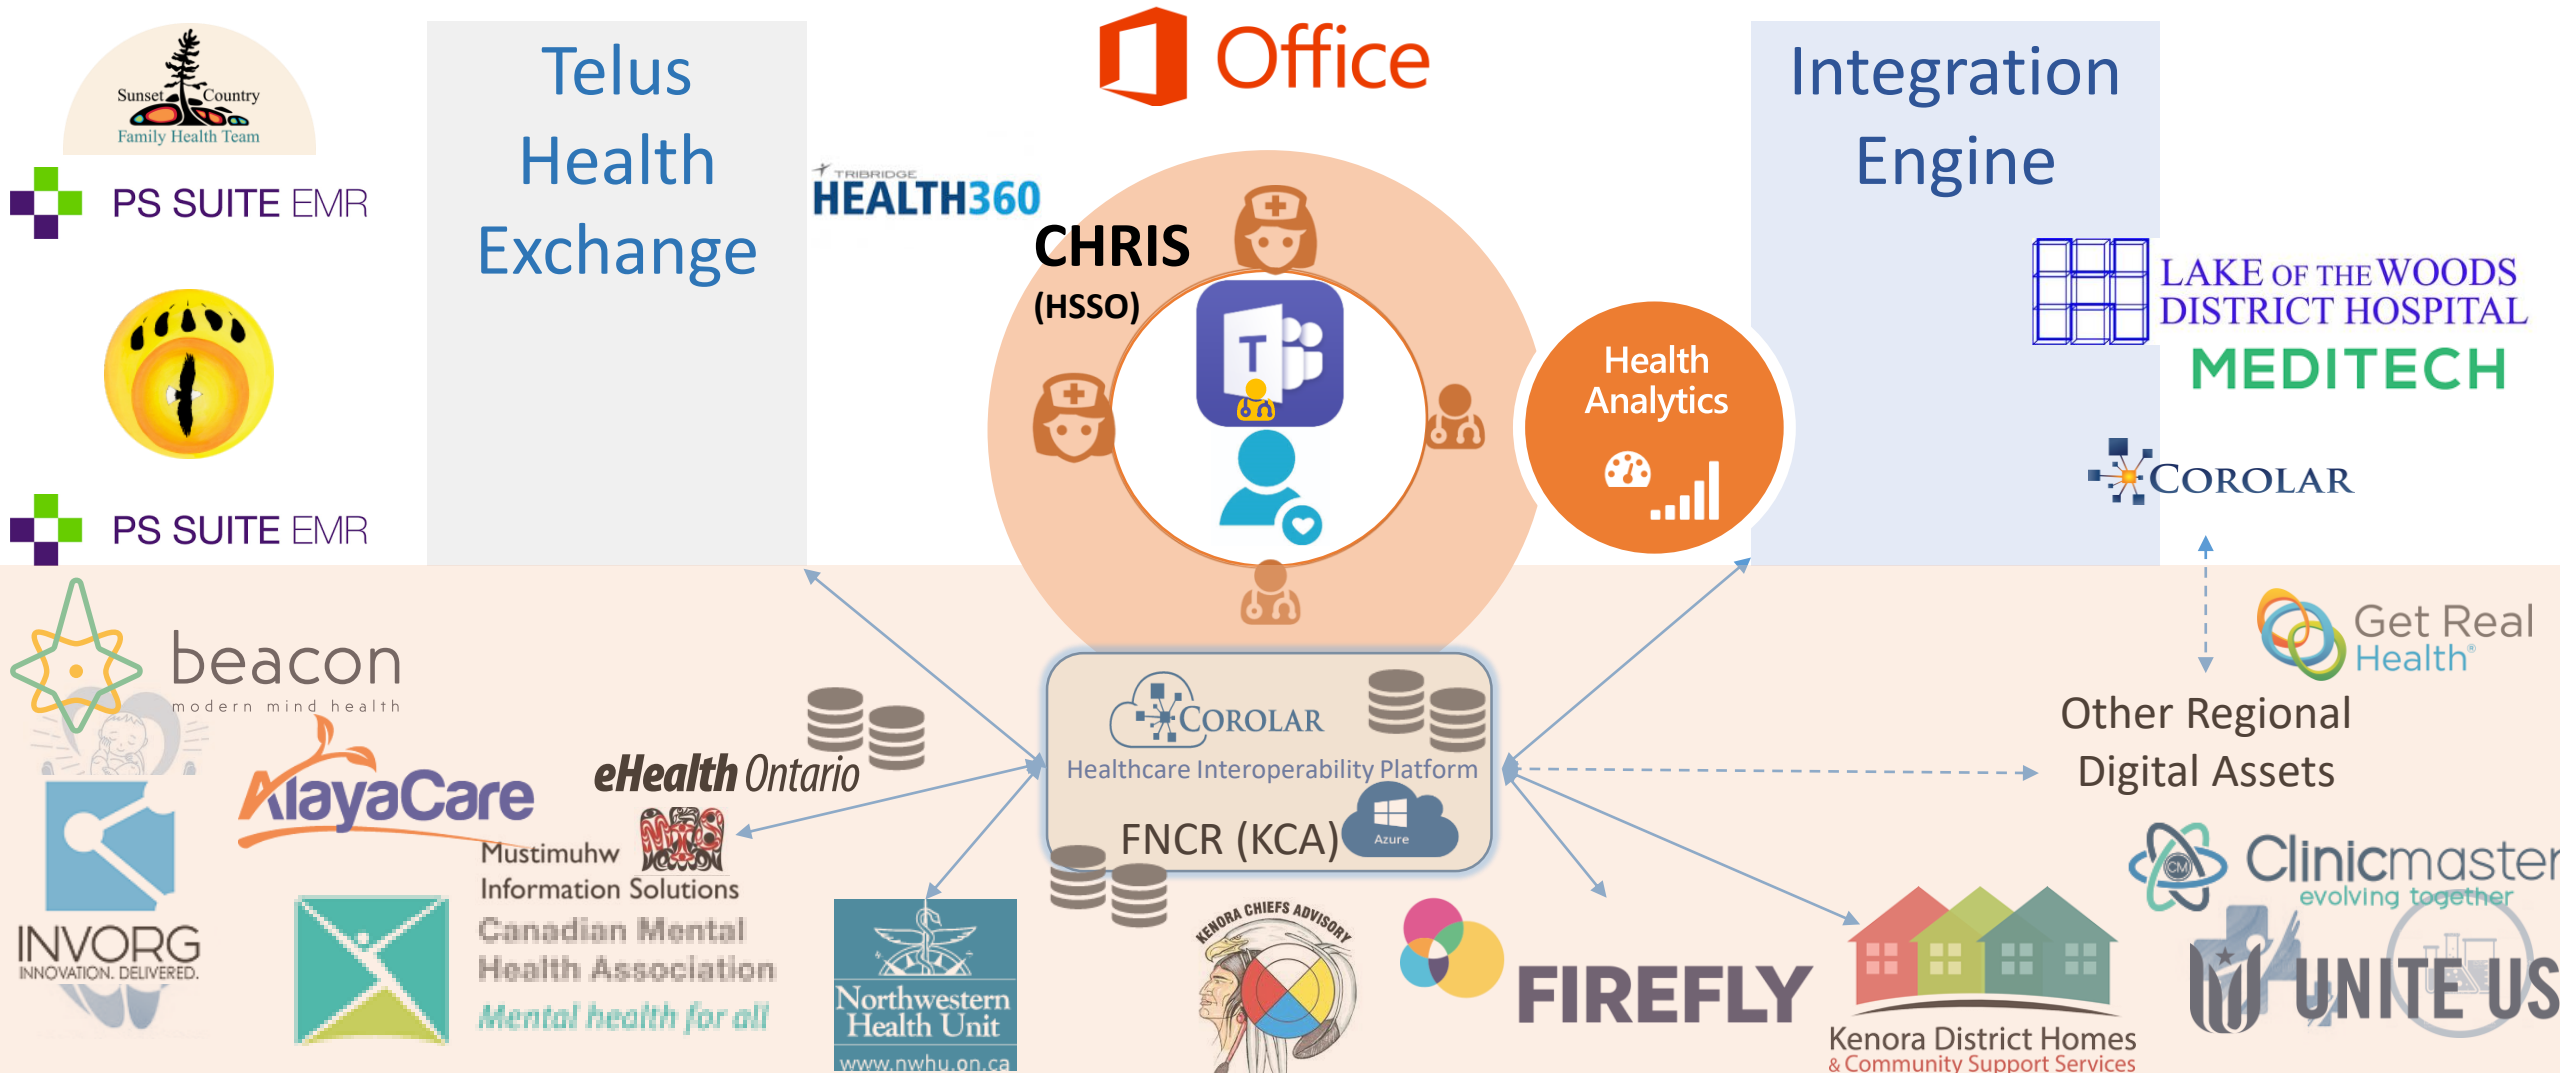 Sunset Country
Family Health Team
PS SUITE EMR
PS SUITE EMR
Telus
Health
Exchange
TRIBRIDGE
HEALTH360
Office
CHRIS
(HSSO)
T
Health
Analytics
Integration
Engine
LAKE OF THE WOODS
DISTRICT HOSPITAL
MEDITECH
COROLAR
beacon
modern mind health
AlayaCare
eHealth Ontario
INVORG
INNOVATION. DELIVERED.
Mustimuhw
MIS
Information Solutions
Canadian Mental
Health Association
Mental health for all
Northwestern
Health Unit
www.nwhu.on.ca
COROLAR
Healthcare Interoperability Platform
FNCR (KCA)
Azure
KENORA CHIEFS ADVISORY
FIREFLY
Kenora District Homes
& Community Support Services
Get Real
Health®
Other Regional
Digital Assets
CM
Clinicmaster
evolving together
UNITE US